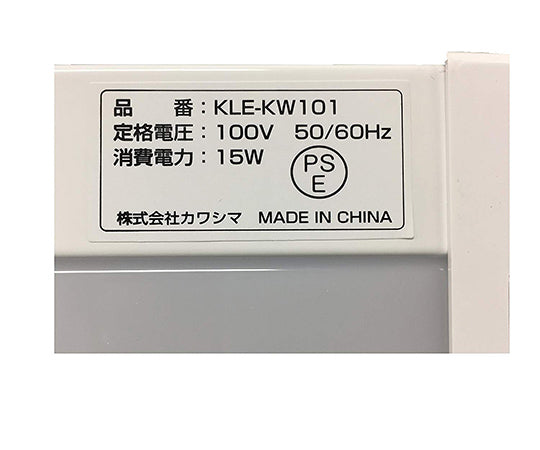 品　　番：KLE-KW101
定格電圧：100V　50/60Hz
消費電力：15W
PS
E
株式会社カワシマ　MADE IN CHINA